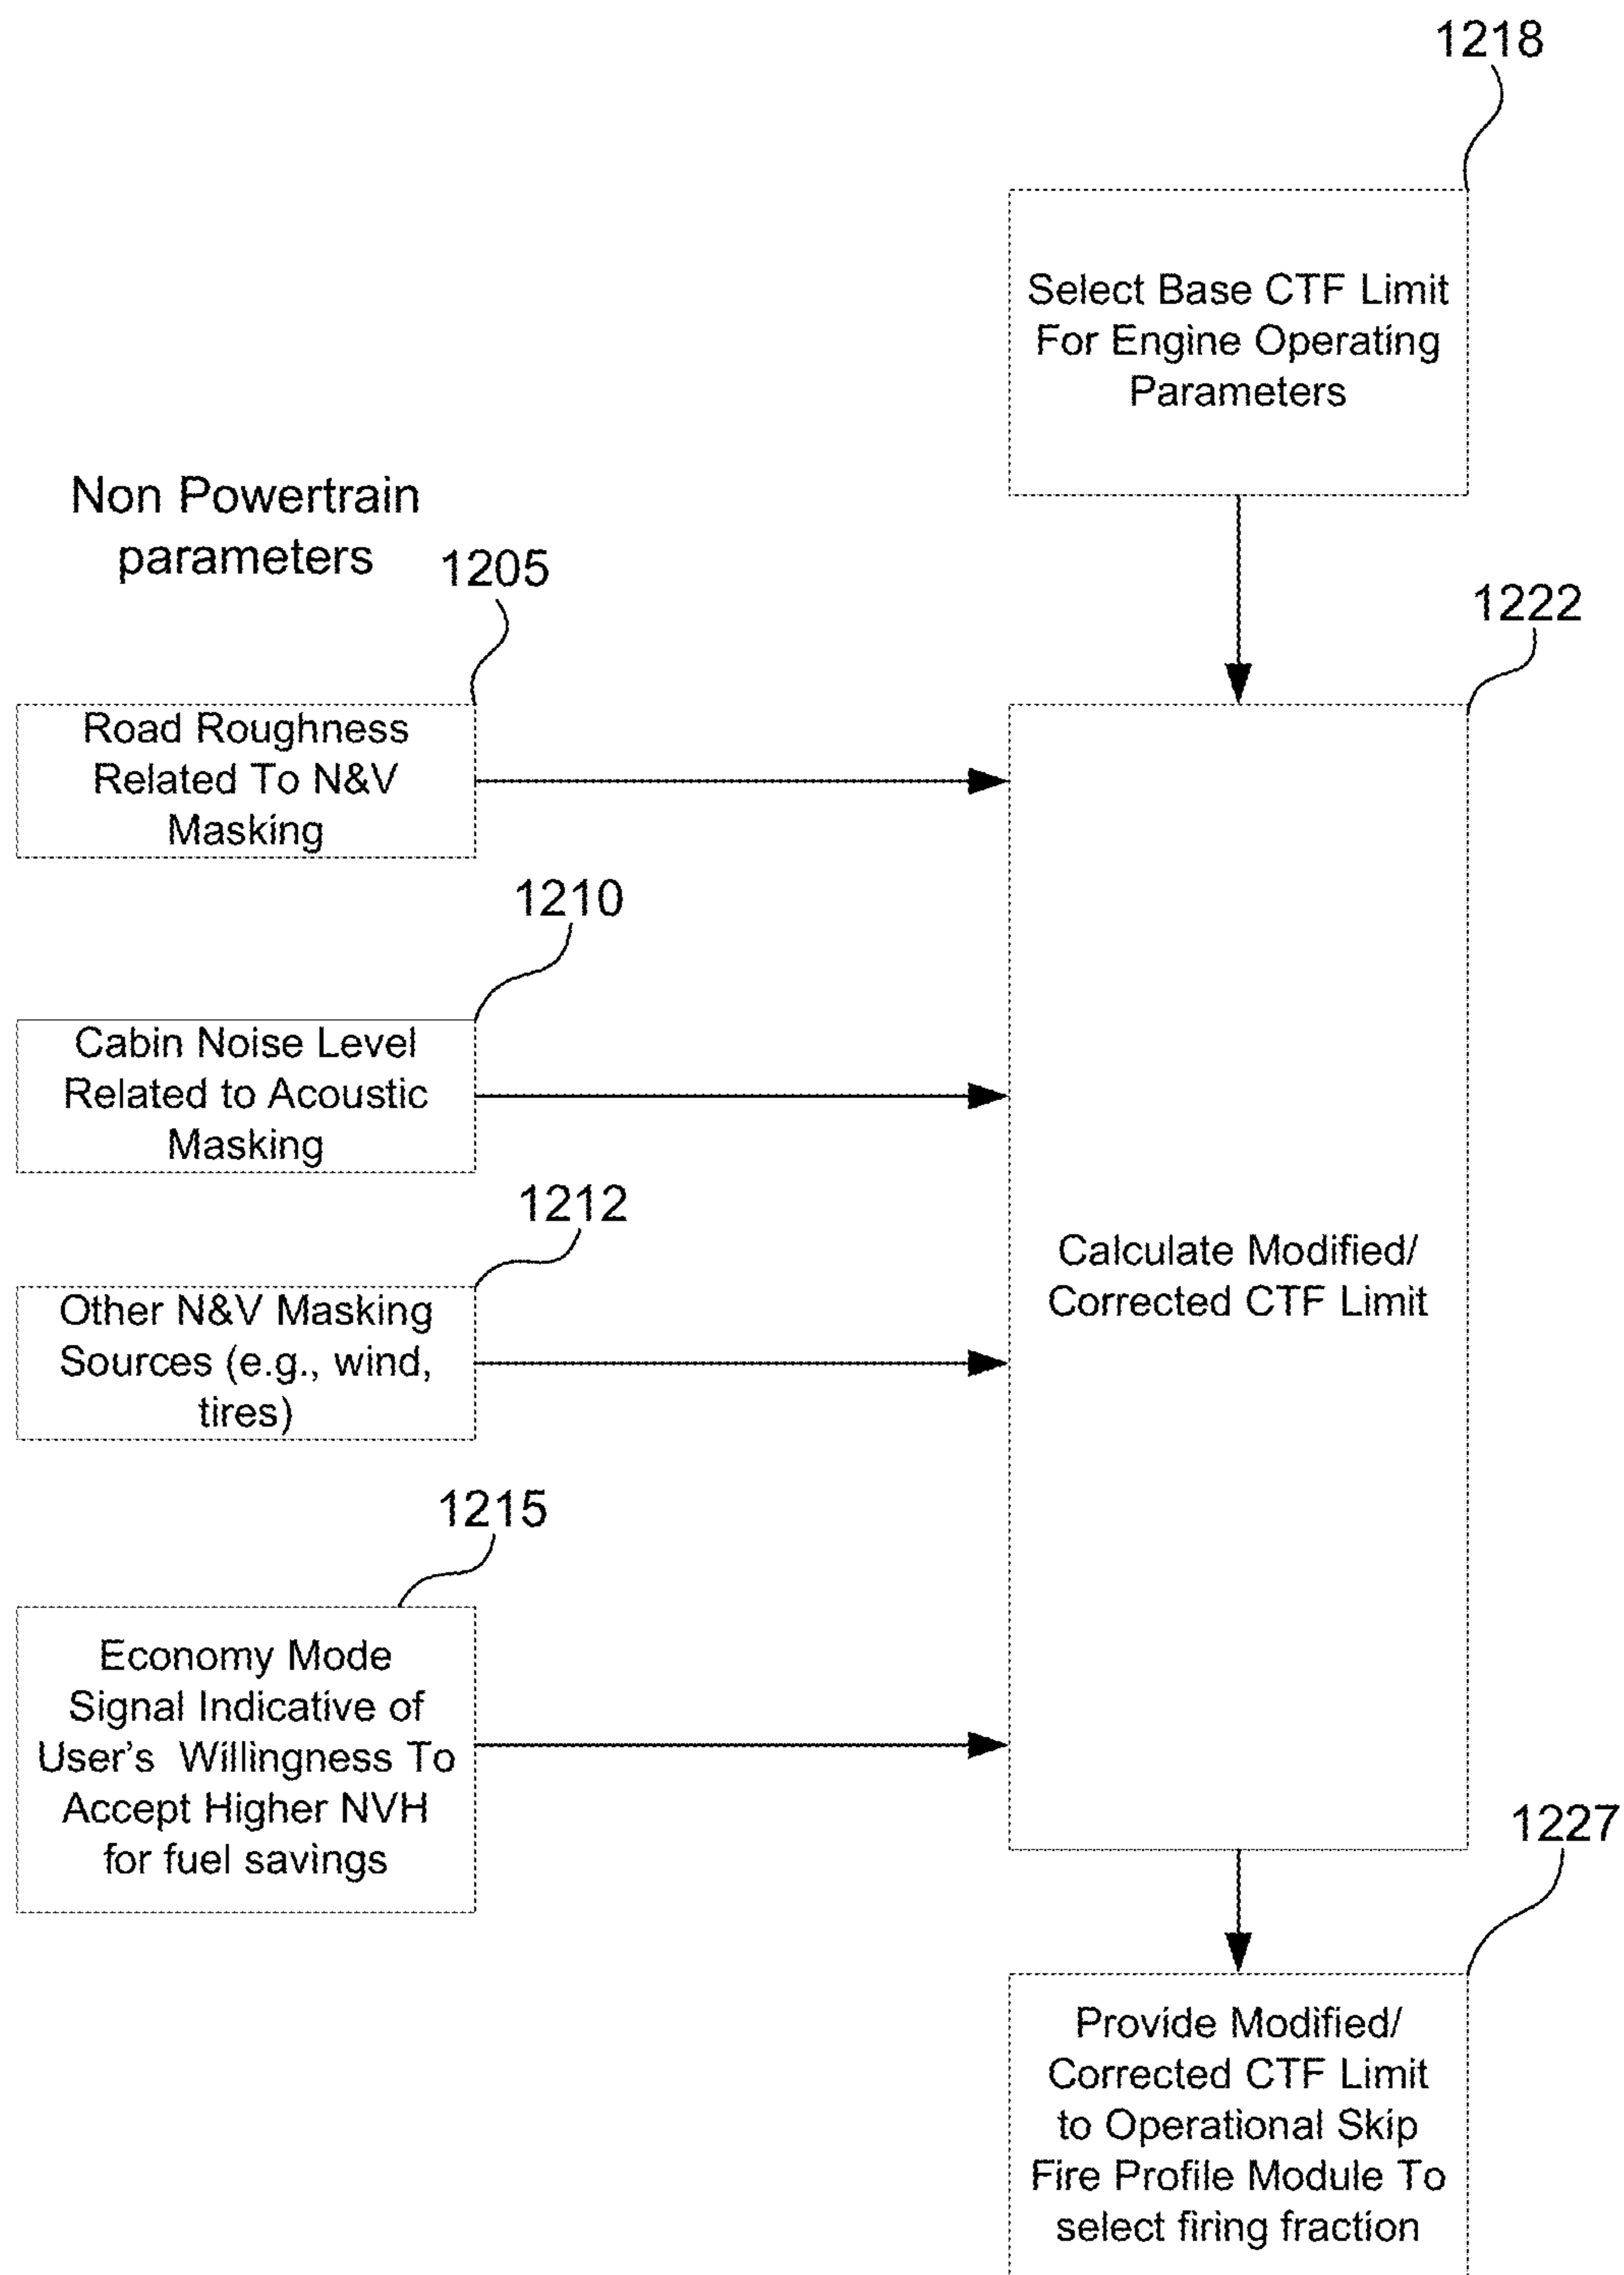 1218
Select Base CTF Limit
For Engine Operating
Parameters
Non Powertrain
parameters
1205
1222
Road Roughness
Related To N&V
Masking
1210
Cabin Noise Level
Related to Acoustic
Masking
1212
Other N&V Masking
Sources (e.g., wind,
tires)
Calculate Modified/
Corrected CTF Limit
1215
Economy Mode
Signal Indicative of
User's Willingness To
Accept Higher NVH
for fuel savings
1227
Provide Modified/
Corrected CTF Limit
to Operational Skip
Fire Profile Module To
select firing fraction